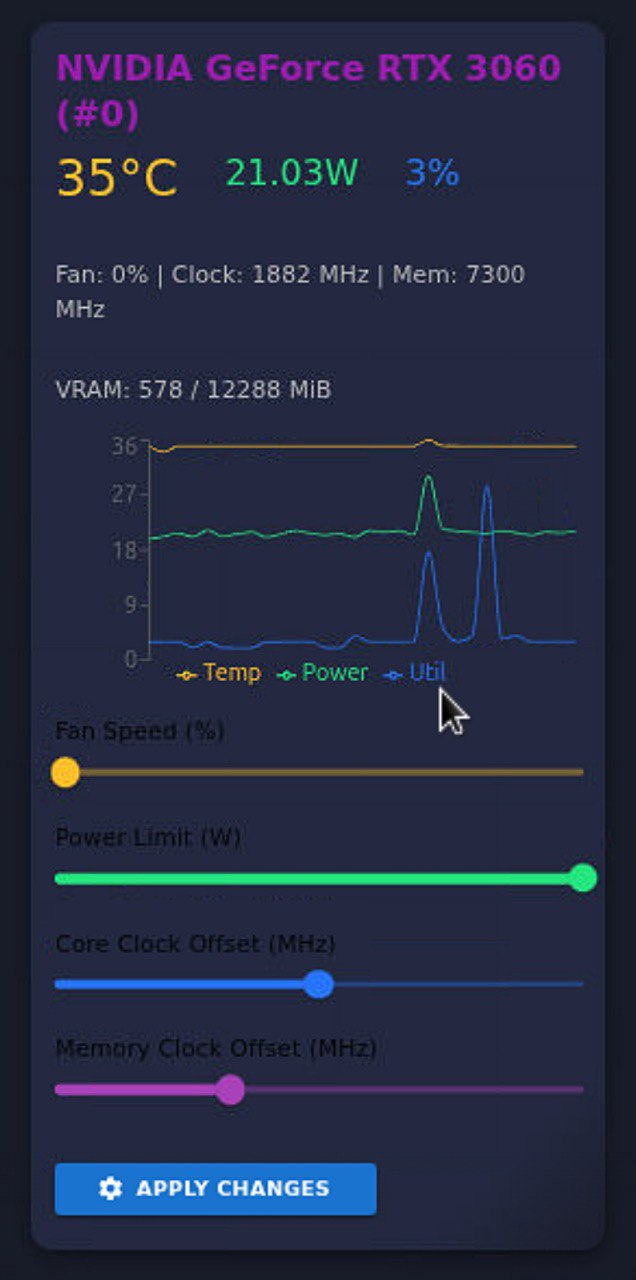 NVIDIA GeForce RTX 3060
(#0)
35°C 21.03W 3%
Fan: 0% | Clock: 1882 MHz | Mem: 7300
MHz
VRAM: 578 / 12288 MiB
36
27
18
9
0
Temp Power Util
Fan Speed (%)
Power Limit (W)
Core Clock Offset (MHz)
Memory Clock Offset (MHz)
APPLY CHANGES